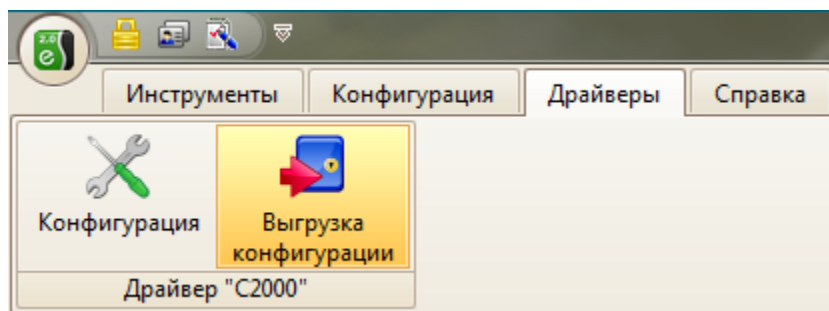 2.0
e
Инструменты Конфигурация Драйверы Справка
Конфигурация Выгрузка
конфигурации
Драйвер "С2000"